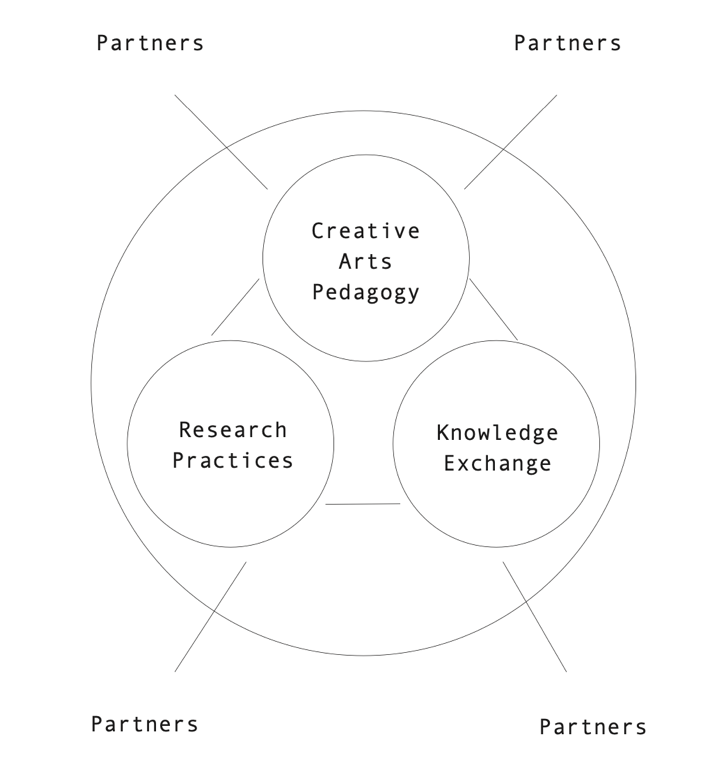 Partners
Partners
Creative
Arts
Pedagogy
Research
Practices
Knowledge
Exchange
Partners
Partners